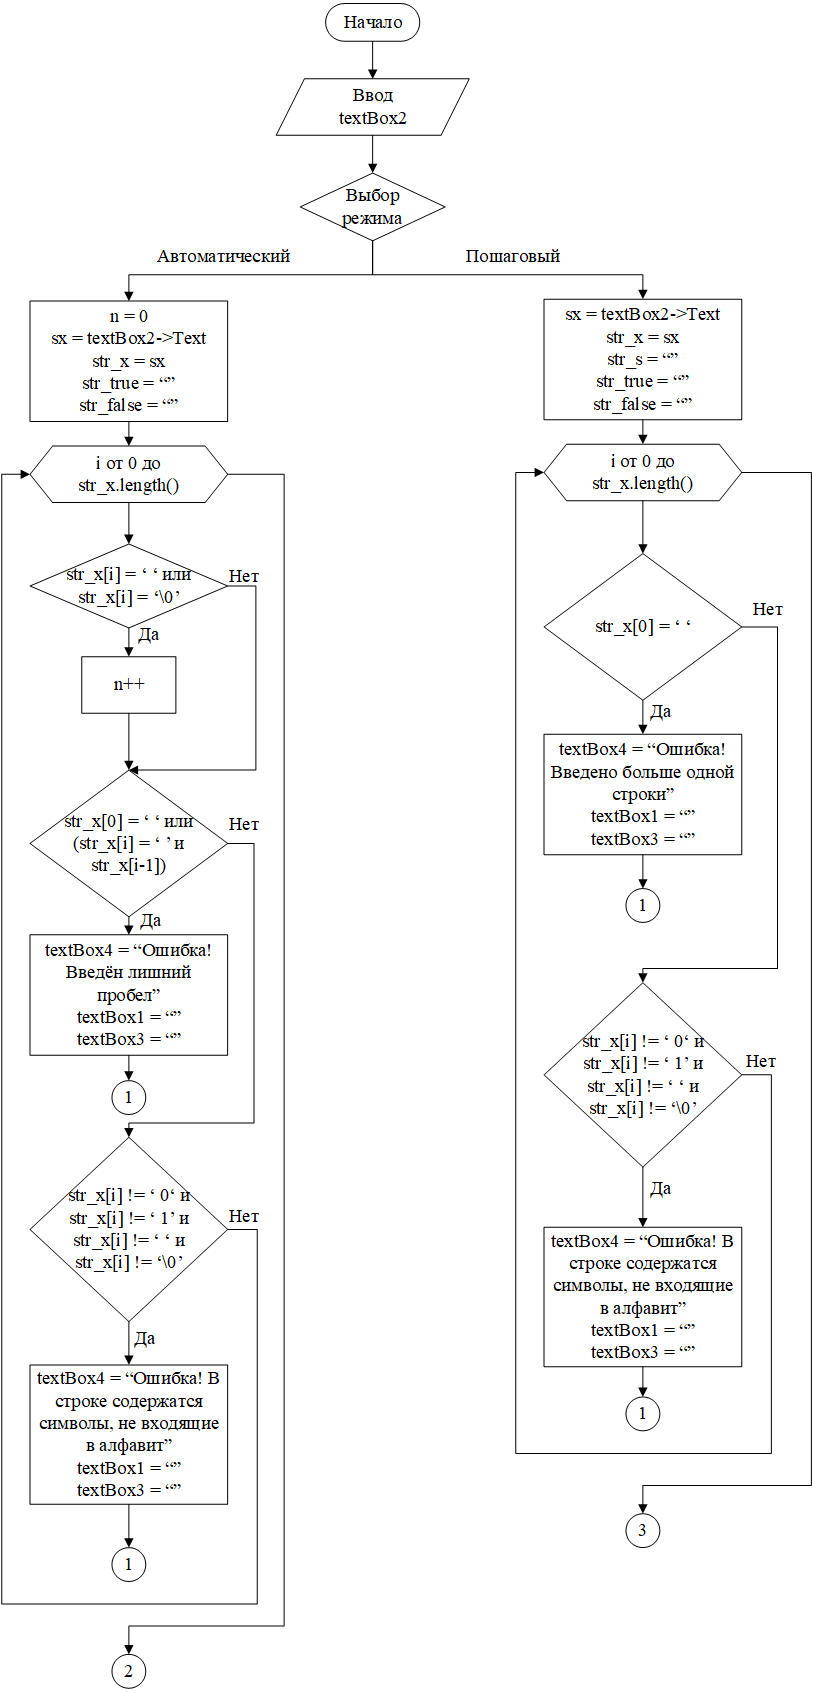 Начало
Ввод
textBox2
Выбор
режима
Автоматический
Пошаговый
n = 0
sx = textBox2->Text
str_x = sx
str_true = “”
str_false = “”
i от 0 до
str_x.length()
str_x[i] = ‘ ‘ или
str_x[i] = ‘\0’
Нет
Да
n++
str_x[0] = ‘ ‘ или
(str_x[i] = ‘ ’ и
str_x[i-1])
Нет
Да
textBox4 = “Ошибка!
Введён лишний
пробел”
textBox1 = “”
textBox3 = “”
1
str_x[i] != ‘ 0‘ и
str_x[i] != ‘ 1’ и
str_x[i] != ‘ ‘ и
str_x[i] != ‘\0’
Нет
Да
textBox4 = “Ошибка! В
строке содержатся
символы, не входящие
в алфавит”
textBox1 = “”
textBox3 = “”
1
2
sx = textBox2->Text
str_x = sx
str_s = “”
str_true = “”
str_false = “”
i от 0 до
str_x.length()
str_x[0] = ‘ ‘
Нет
Да
textBox4 = “Ошибка!
Введено больше одной
строки”
textBox1 = “”
textBox3 = “”
1
str_x[i] != ‘ 0‘ и
str_x[i] != ‘ 1’ и
str_x[i] != ‘ ‘ и
str_x[i] != ‘\0’
Нет
Да
textBox4 = “Ошибка! В
строке содержатся
символы, не входящие
в алфавит”
textBox1 = “”
textBox3 = “”
1
3